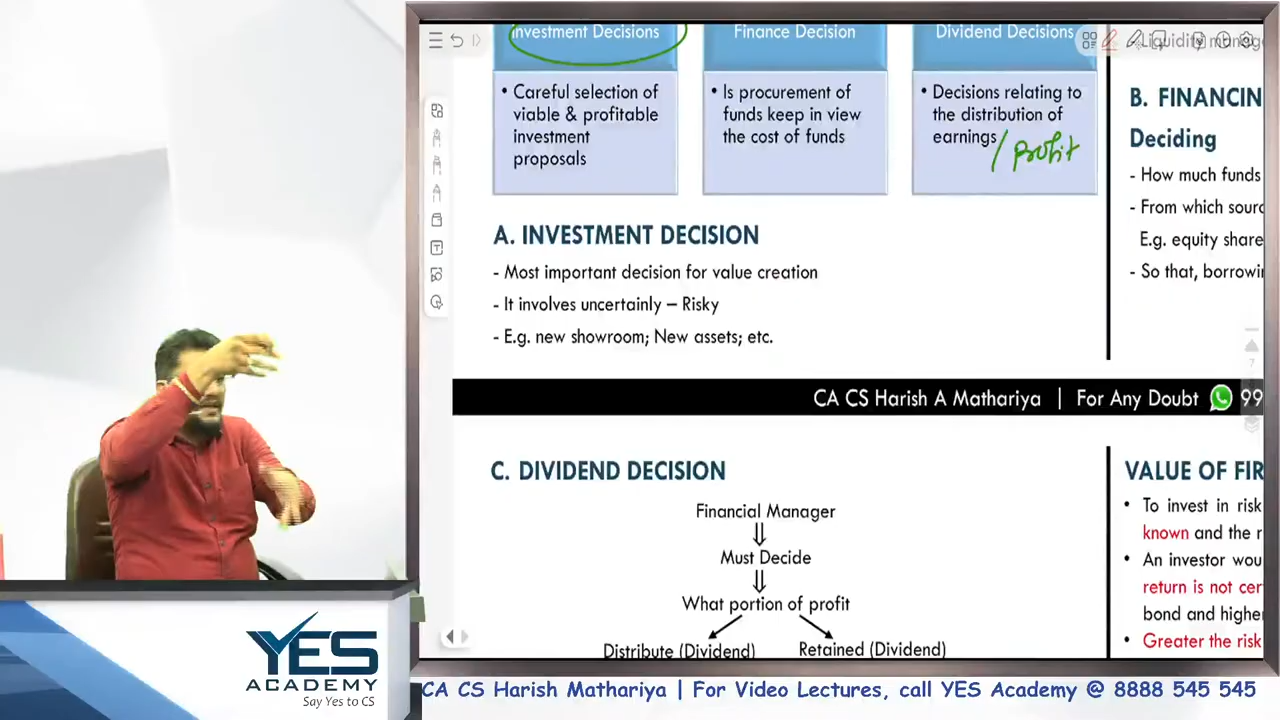 Investment Decisions
Finance Decision
Dividend Decisions
• Careful selection of
viable & profitable
investment
proposals
• Is procurement of
funds keep in view
the cost of funds
• Decisions relating to
the distribution of
earnings / profit
A. INVESTMENT DECISION
- Most important decision for value creation
- It involves uncertainly – Risky
- E.g. new showroom; New assets; etc.
B. FINANCIN
Deciding
- How much funds
- From which sourc
E.g. equity share
- So that, borrowi
CA CS Harish A Mathariya | For Any Doubt 99
C. DIVIDEND DECISION
Financial Manager
Must Decide
What portion of profit
Distribute (Dividend)
Retained (Dividend)
VALUE OF FIR
• To invest in risk
known and the r
• An investor wou
return is not cer
bond and higher
• Greater the risk
YES
ACADEMY
Say Yes to CS
CA CS Harish Mathariya | For Video Lectures, call YES Academy @ 8888 545 545